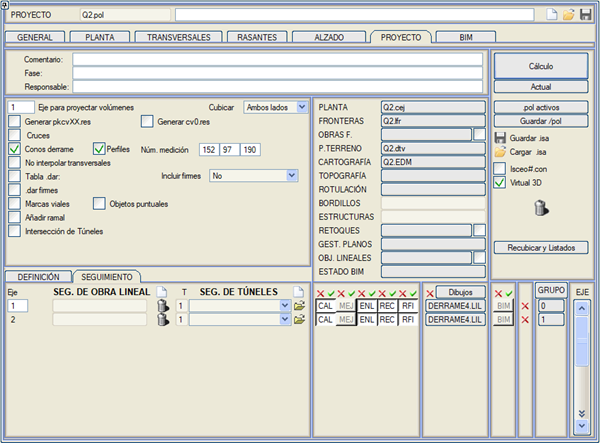 PROYECTO Q2.pol
GENERAL PLANTA TRANSVERSALES RASANTES ALZADO PROYECTO BIM
Comentario:
Fase:
Responsable:
Cálculo
Actual
.pol activos
Guardar /pol
Guardar .isa
Cargar .isa
Isceo#.con
Virtual 3D
Recubicar y Listados
1 Eje para proyectar volúmenes Cubicar Ambos lados
Generar pkcvXX.res Generar cv0.res
Cruces
Conos derrame Perfiles Núm. medición 152 97 190
No interpolar transversales
Tabla .dar: Incluir firmes No
.dar firmes
Marcas viales Objetos puntuales
Añadir ramal
Intersección de Túneles
PLANTA Q2.cej
FRONTERAS Q2.lfr
OBRAS F.
P.TERRENO Q2.dtv
CARTOGRAFÍA Q2.EDM
TOPOGRAFÍA
ROTULACIÓN
BORDILLOS
ESTRUCTURAS
RETOQUES
GEST. PLANOS
OBJ. LINEALES
ESTADO BIM
DEFINICIÓN SEGUIMIENTO
Eje SEG. DE OBRA LINEAL T SEG. DE TÚNELES Dibujos GRUPO EJE
1 1 CAL MEJ ENL REC RFI DERRAME4.LIL BIM 0
2 1 CAL MEJ ENL REC RFI DERRAME4.LIL BIM 1